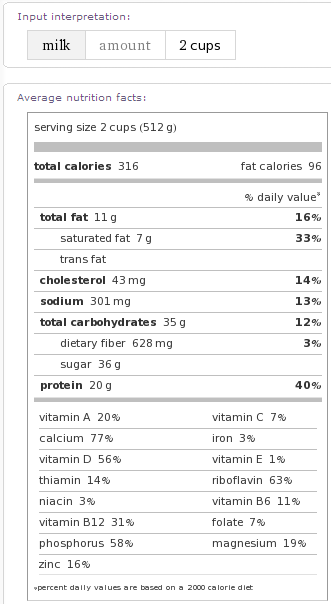 Input interpretation:
milk amount 2 cups
Average nutrition facts:
serving size 2 cups (512 g)
total calories 316 fat calories 96
% daily value*
total fat 11 g 16%
saturated fat 7 g 33%
trans fat
cholesterol 43 mg 14%
sodium 301 mg 13%
total carbohydrates 35 g 12%
dietary fiber 628 mg 3%
sugar 36 g
protein 20 g 40%
vitamin A 20% vitamin C 7%
calcium 77% iron 3%
vitamin D 56% vitamin E 1%
thiamin 14% riboflavin 63%
niacin 3% vitamin B6 11%
vitamin B12 31% folate 7%
phosphorus 58% magnesium 19%
zinc 16%
*percent daily values are based on a 2000 calorie diet